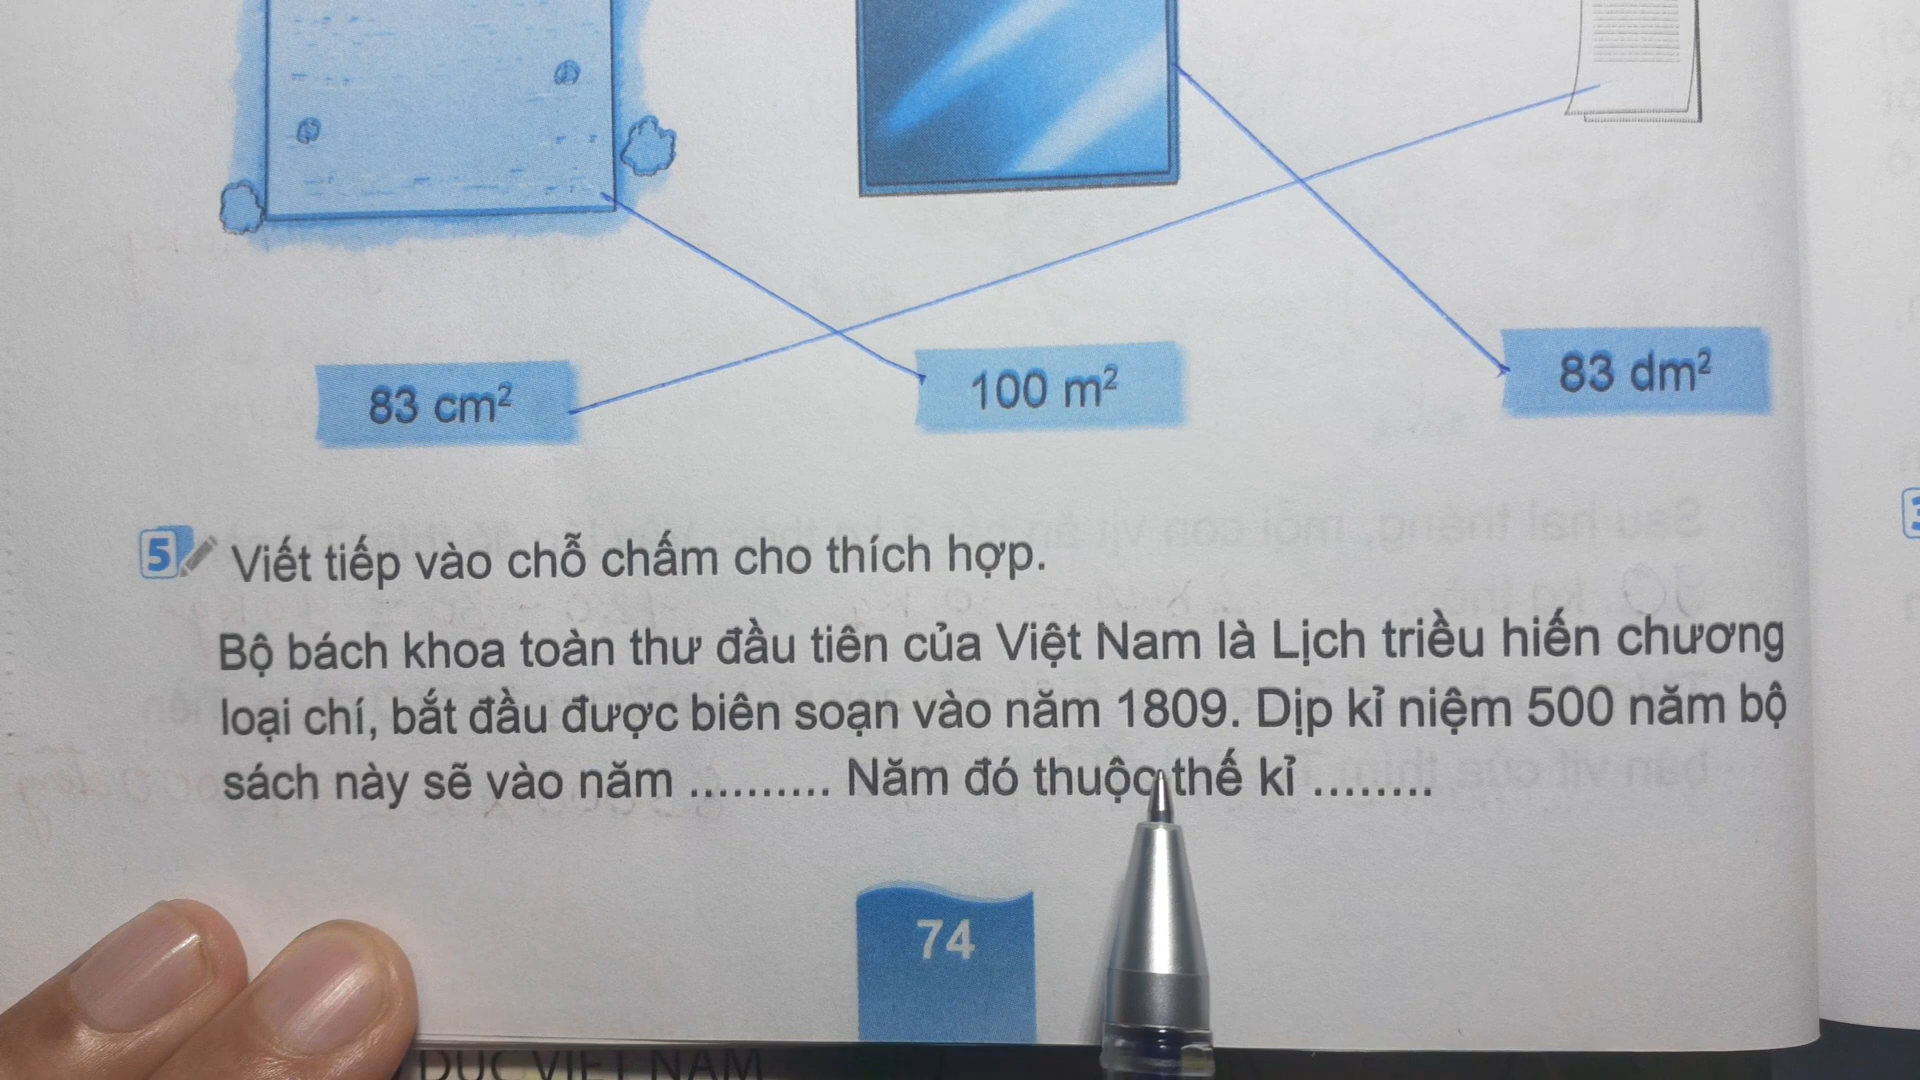 83 cm²
100 m²
83 dm²
5 Viết tiếp vào chỗ chấm cho thích hợp.
Bộ bách khoa toàn thư đầu tiên của Việt Nam là Lịch triều hiến chương
loại chí, bắt đầu được biên soạn vào năm 1809. Dịp kỉ niệm 500 năm bộ
sách này sẽ vào năm .......... Năm đó thuộc thế kỉ ........
74
DỤC VIỆT NAM